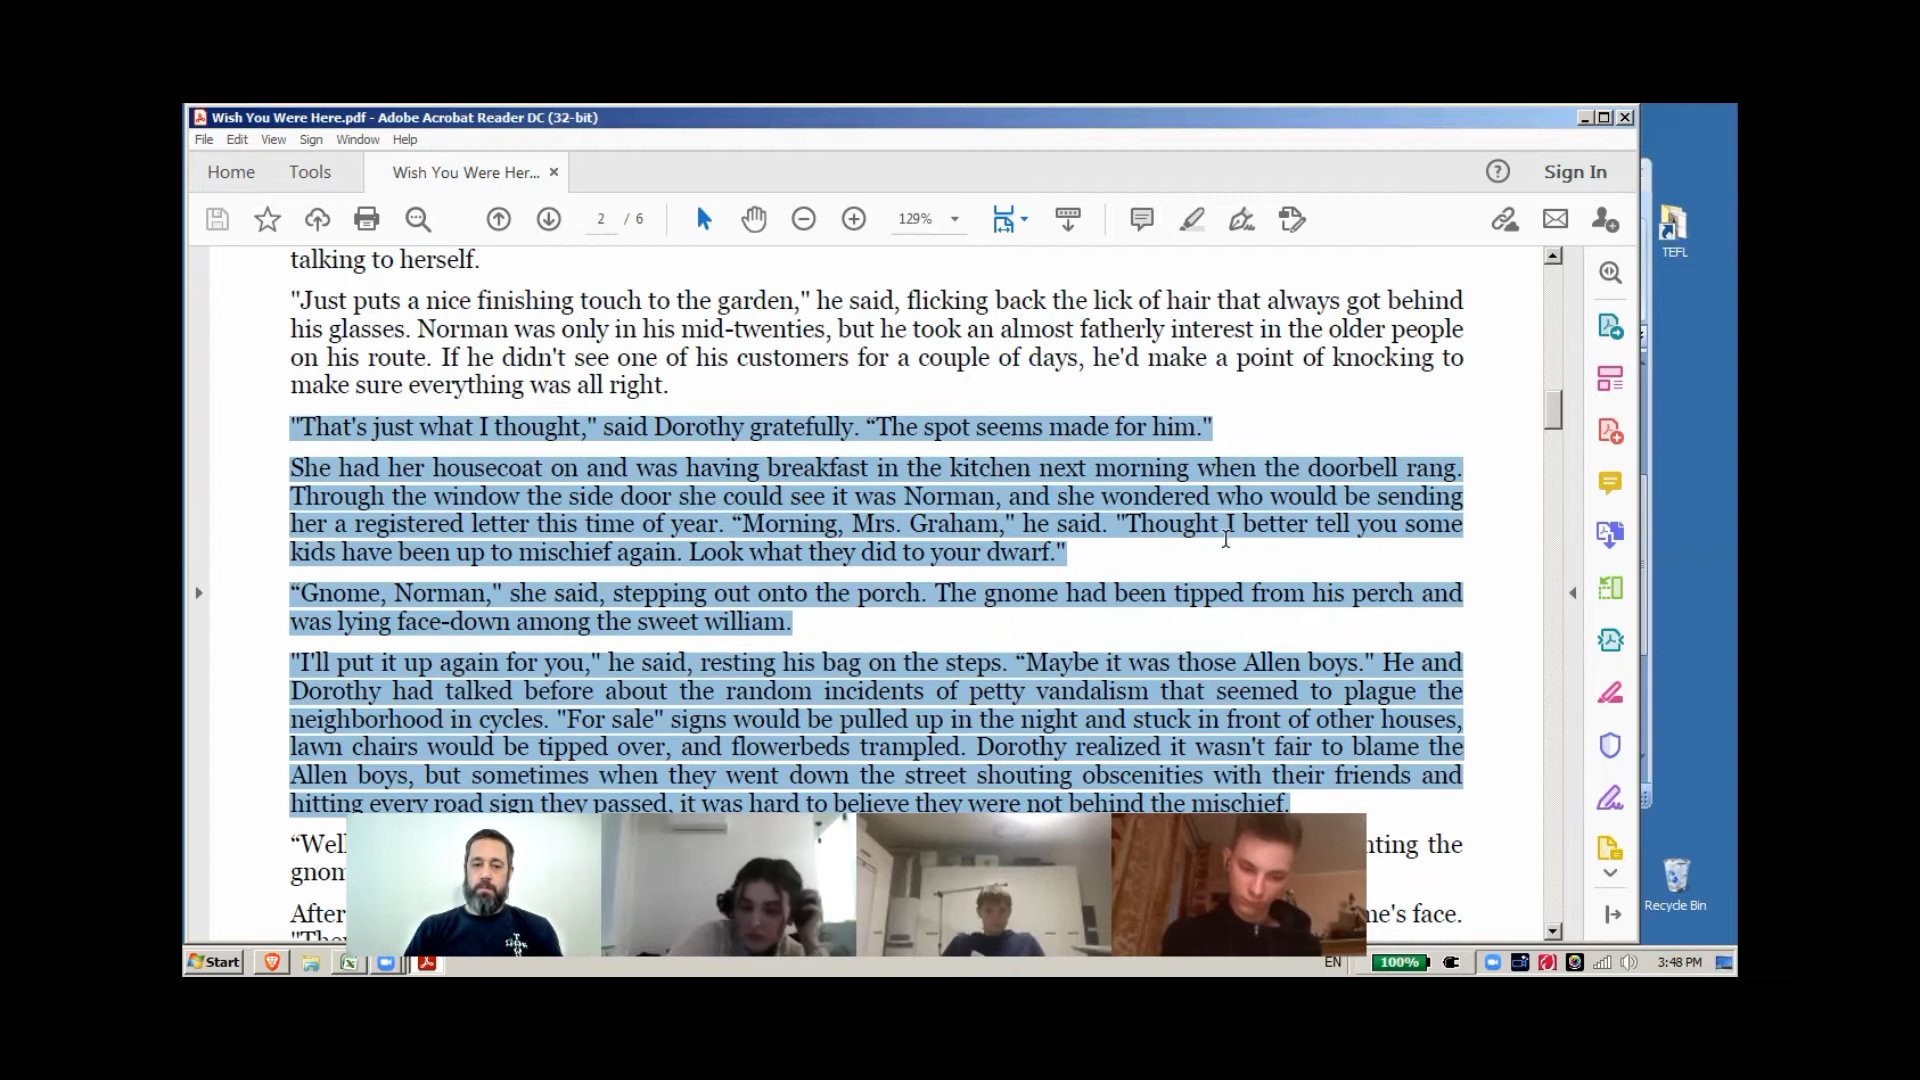 Wish You Were Here.pdf - Adobe Acrobat Reader DC (32-bit)
File Edit View Sign Window Help
Home Tools Wish You Were Her... Sign In
2 / 6 129%
talking to herself.
"Just puts a nice finishing touch to the garden," he said, flicking back the lick of hair that always got behind
his glasses. Norman was only in his mid-twenties, but he took an almost fatherly interest in the older people
on his route. If he didn't see one of his customers for a couple of days, he'd make a point of knocking to
make sure everything was all right.
"That's just what I thought," said Dorothy gratefully. “The spot seems made for him."
She had her housecoat on and was having breakfast in the kitchen next morning when the doorbell rang.
Through the window the side door she could see it was Norman, and she wondered who would be sending
her a registered letter this time of year. “Morning, Mrs. Graham," he said. "Thought I better tell you some
kids have been up to mischief again. Look what they did to your dwarf."
“Gnome, Norman," she said, stepping out onto the porch. The gnome had been tipped from his perch and
was lying face-down among the sweet william.
"I'll put it up again for you," he said, resting his bag on the steps. “Maybe it was those Allen boys." He and
Dorothy had talked before about the random incidents of petty vandalism that seemed to plague the
neighborhood in cycles. "For sale" signs would be pulled up in the night and stuck in front of other houses,
lawn chairs would be tipped over, and flowerbeds trampled. Dorothy realized it wasn't fair to blame the
Allen boys, but sometimes when they went down the street shouting obscenities with their friends and
hitting every road sign they passed, it was hard to believe they were not behind the mischief.
“Well nting the
gnom
After ne's face.
TEFL
Recycle Bin
Start EN 100% 3:48 PM